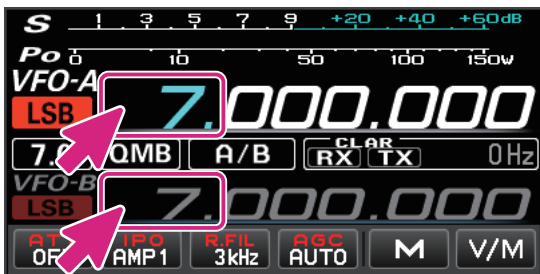 S 1 3 5 7 9 +20 +40 +60dB
Po 0 10 50 100 150W
VFO-A
LSB 7.000.000
7.0 QMB A/B CLAR RX TX 0Hz
VFO-B
LSB 7.000.000
IPO R.FIL AGC
AMP1 3kHz AUTO M V/M